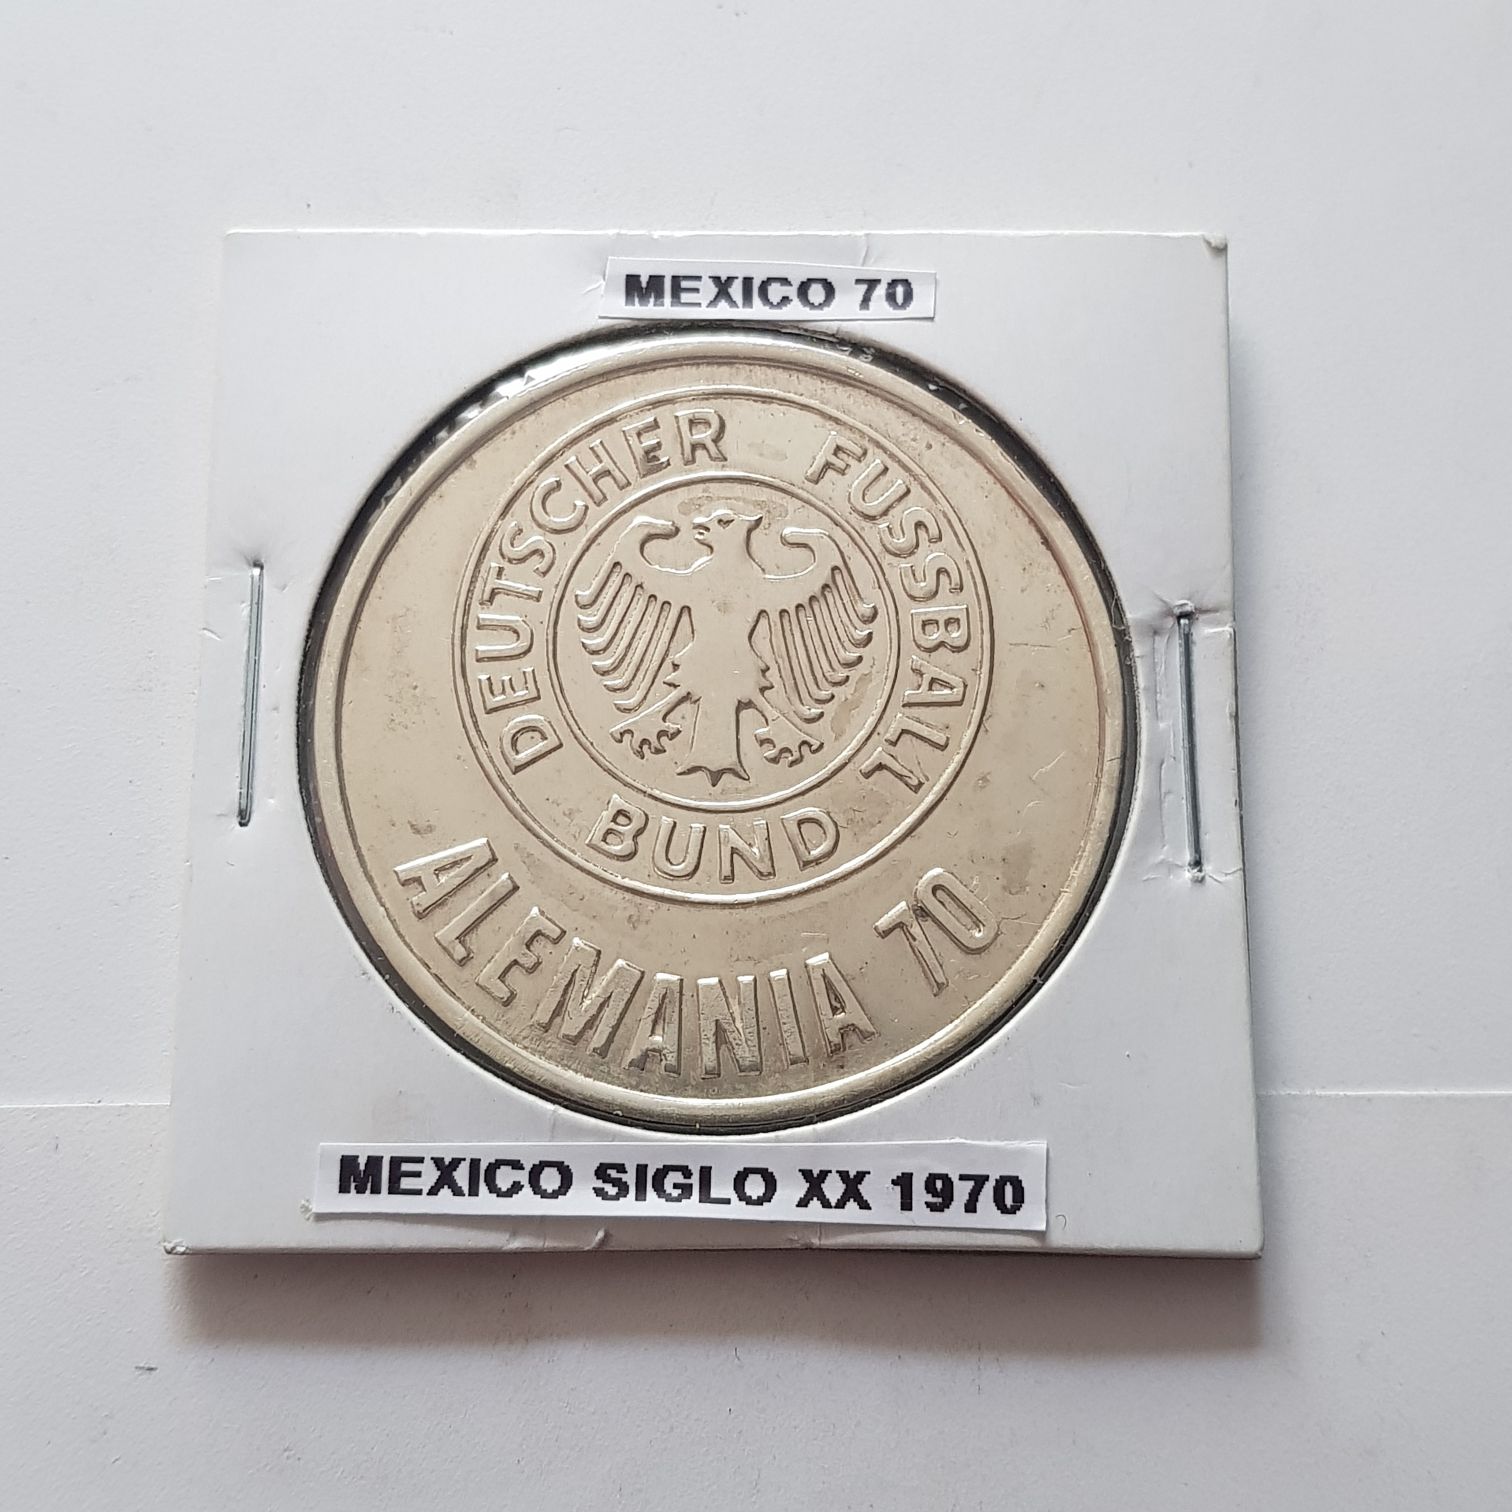 MEXICO 70
DEUTSCHER FUSSBALL
BUND
ALEMANIA 70
MEXICO SIGLO XX 1970